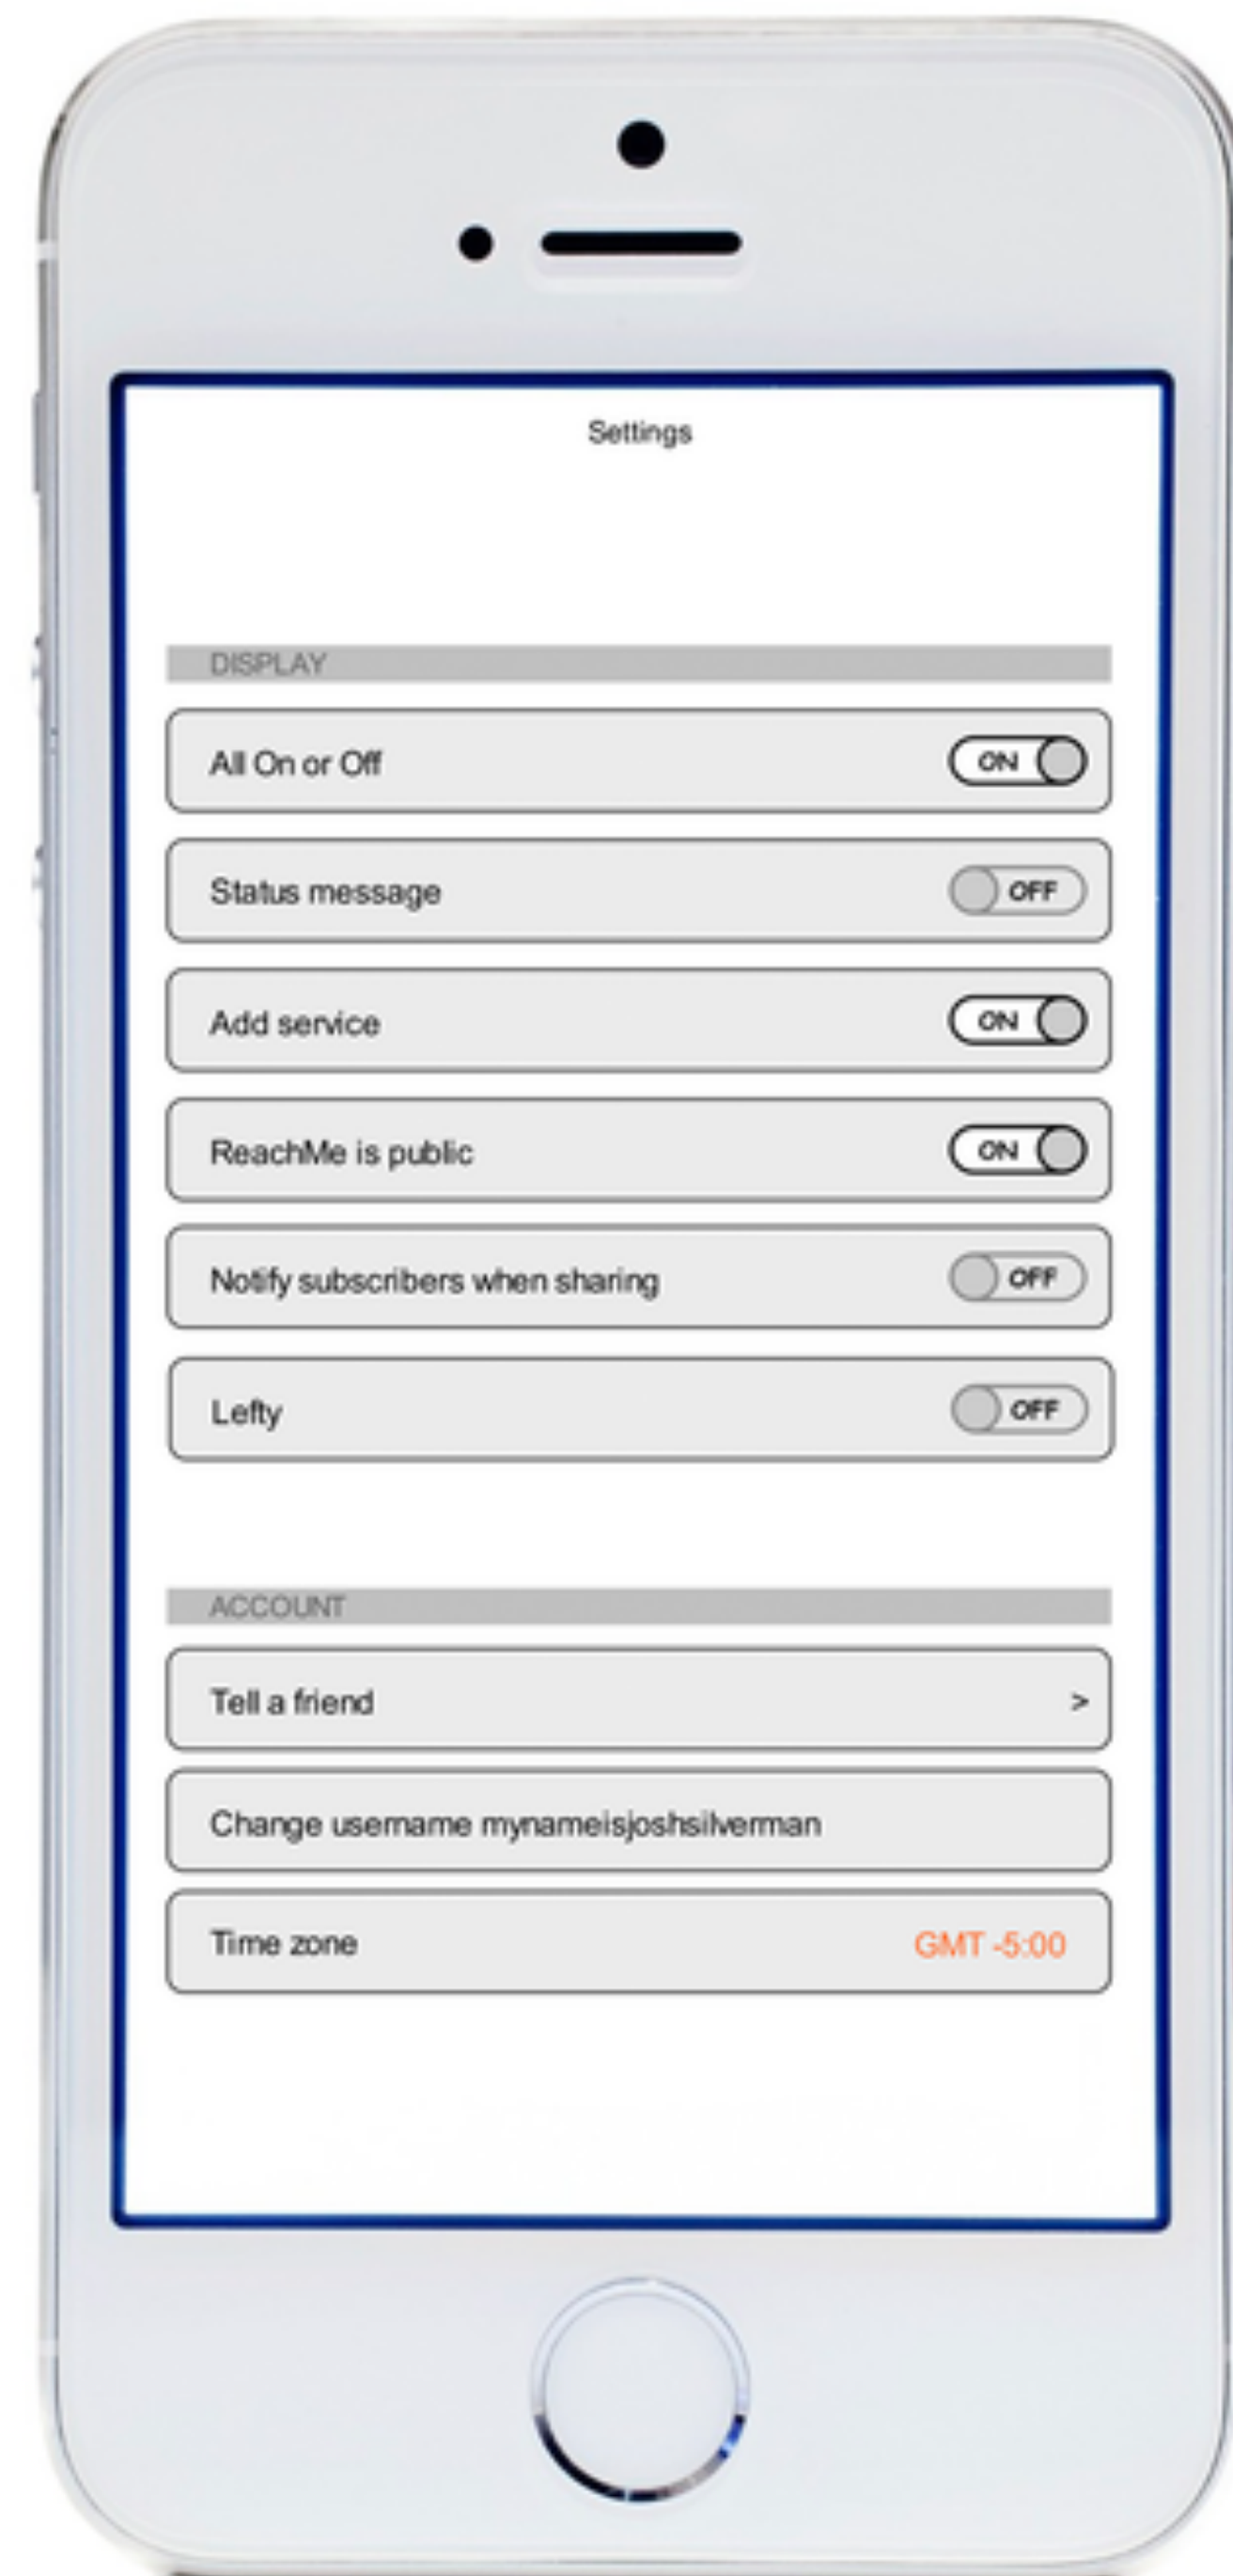 Settings
DISPLAY
All On or Off ON
Status message OFF
Add service ON
ReachMe is public ON
Notify subscribers when sharing OFF
Lefty OFF
ACCOUNT
Tell a friend >
Change username mynameisjoshsilverman
Time zone GMT -5:00